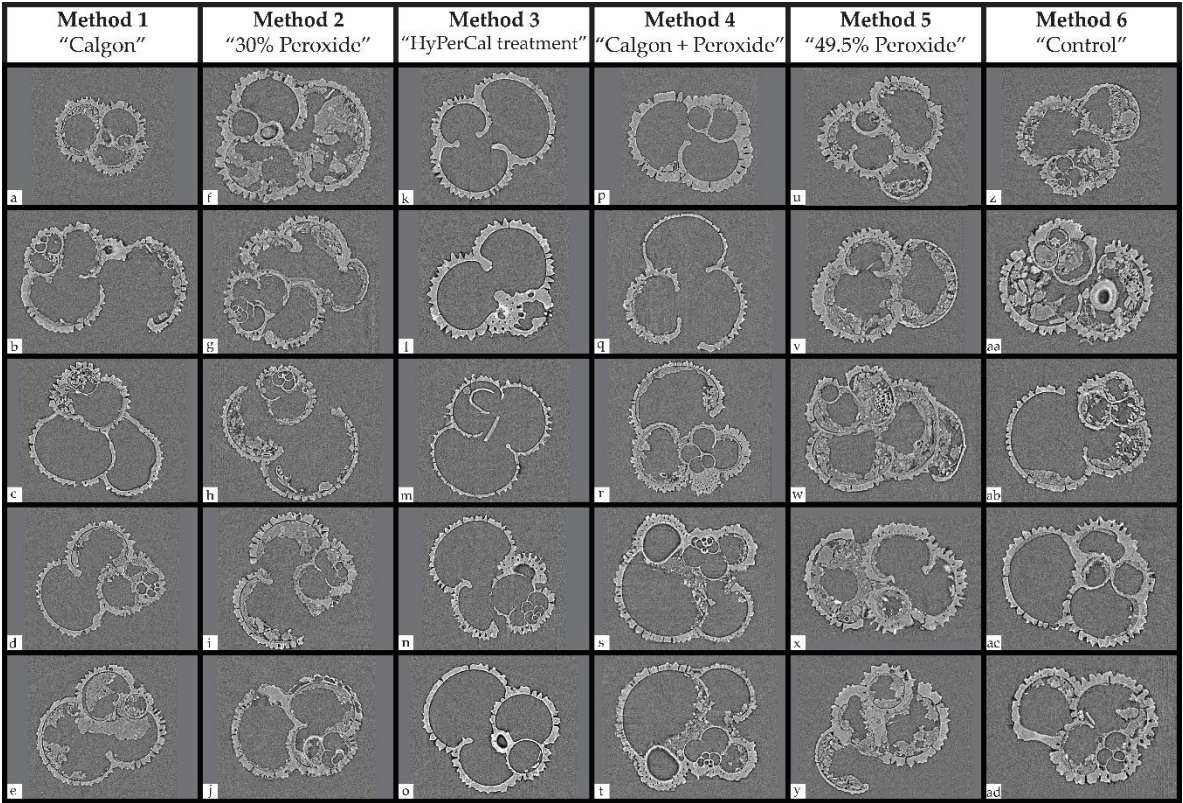 Method 1
"Calgon"
Method 2
"30% Peroxide"
Method 3
"HyPerCal treatment"
Method 4
"Calgon + Peroxide"
Method 5
"49.5% Peroxide"
Method 6
"Control"
a
f
k
p
u
z
b
g
l
q
v
aa
c
h
m
r
w
ab
d
i
n
s
x
ac
e
j
o
t
y
ad